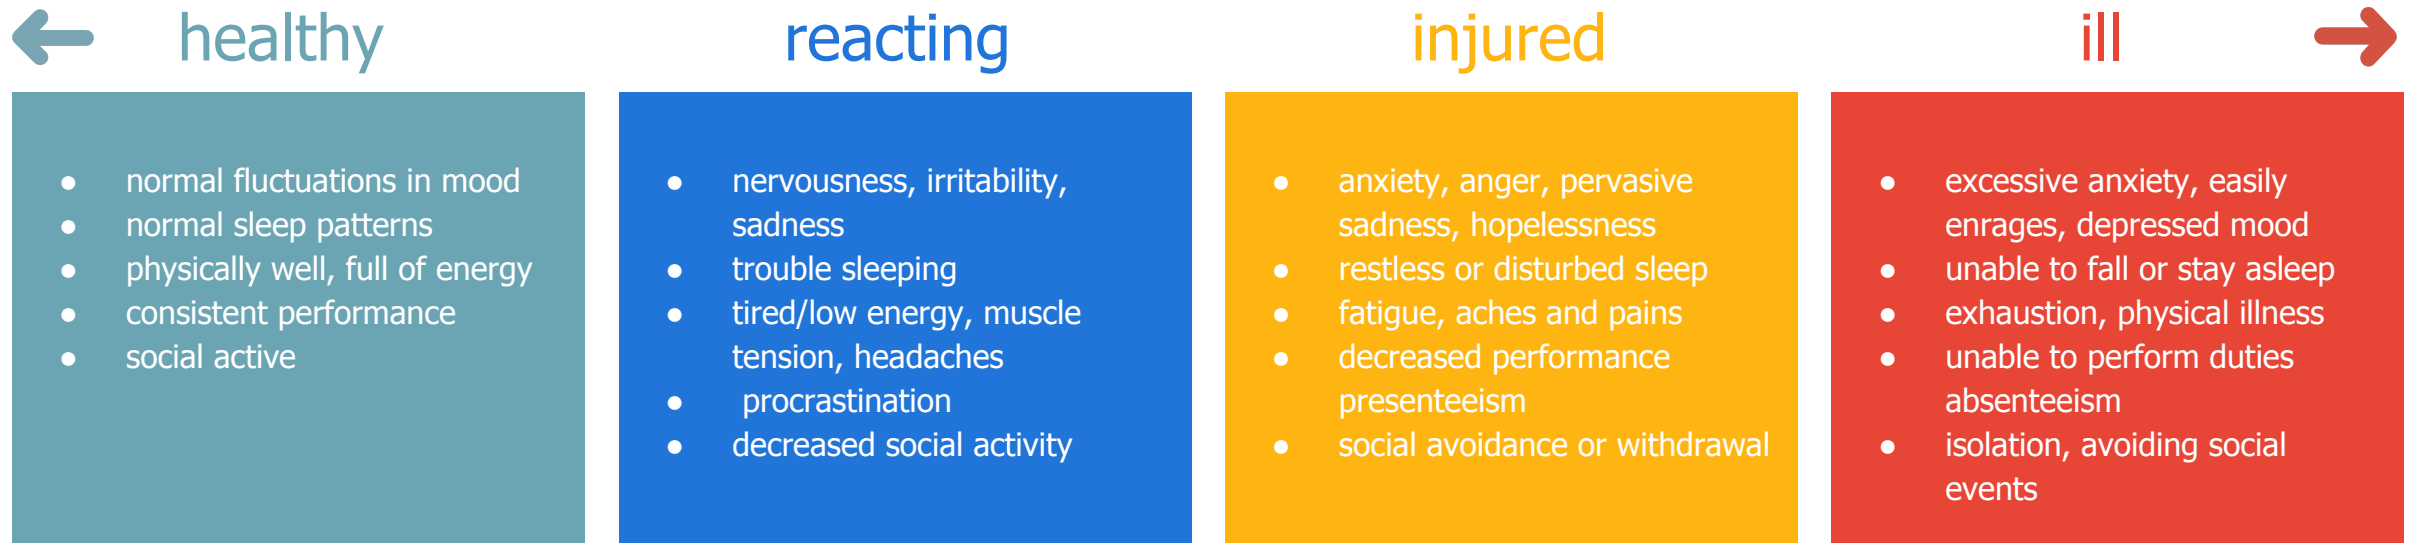 healthy
● normal fluctuations in mood
● normal sleep patterns
● physically well, full of energy
● consistent performance
● social active
reacting
● nervousness, irritability,
sadness
● trouble sleeping
● tired/low energy, muscle
tension, headaches
● procrastination
● decreased social activity
injured
● anxiety, anger, pervasive
sadness, hopelessness
● restless or disturbed sleep
● fatigue, aches and pains
● decreased performance
presenteeism
● social avoidance or withdrawal
ill
● excessive anxiety, easily
enrages, depressed mood
● unable to fall or stay asleep
● exhaustion, physical illness
● unable to perform duties
absenteeism
● isolation, avoiding social
events